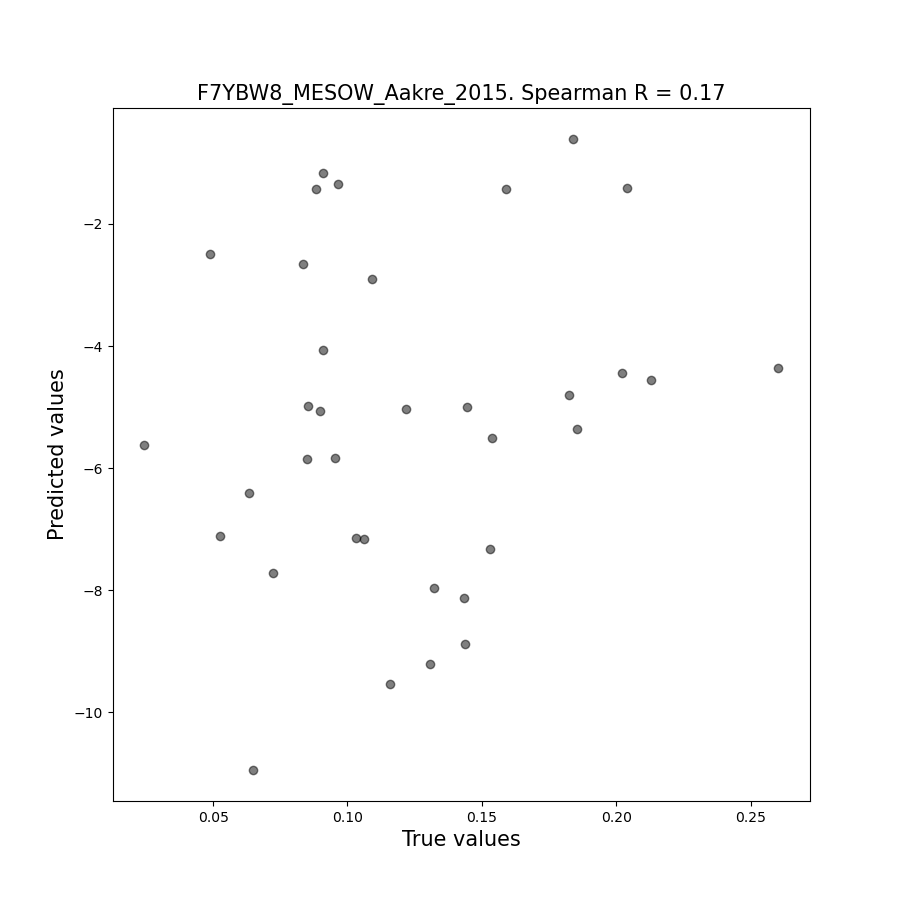 F7YBW8_MESOW_Aakre_2015. Spearman R = 0.17
−2
−4
−6
−8
−10
Predicted values
0.05 0.10 0.15 0.20 0.25
True values